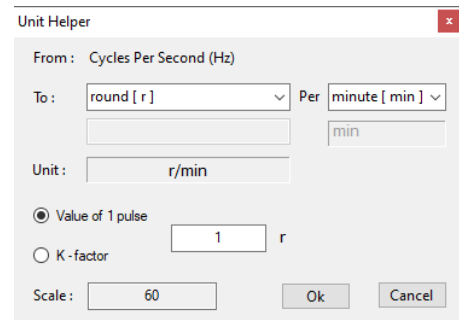 Unit Helper x
From : Cycles Per Second (Hz)
To : round [ r ] Per minute [ min ]
min
Unit : r/min
Value of 1 pulse
1 r
K - factor
Scale : 60 Ok Cancel